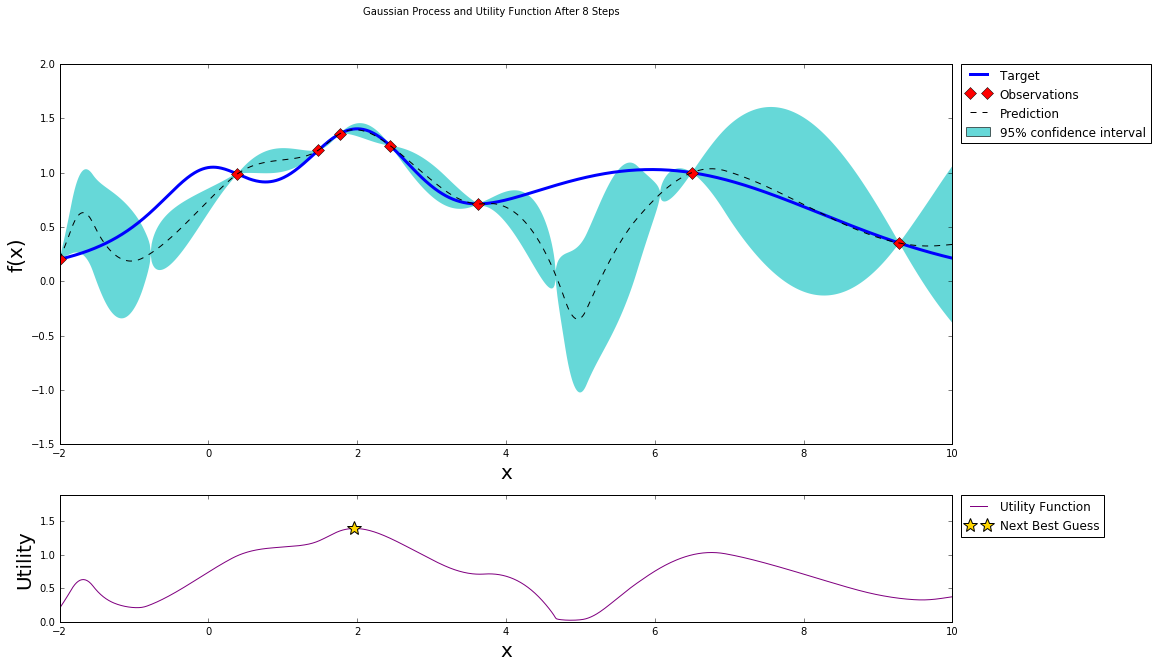 Gaussian Process and Utility Function After 8 Steps
2.0
1.5
1.0
0.5
0.0
−0.5
−1.0
−1.5
f(x)
−2 0 2 4 6 8 10
x
Target
Observations
Prediction
95% confidence interval
1.5
1.0
0.5
0.0
Utility
−2 0 2 4 6 8 10
x
Utility Function
Next Best Guess